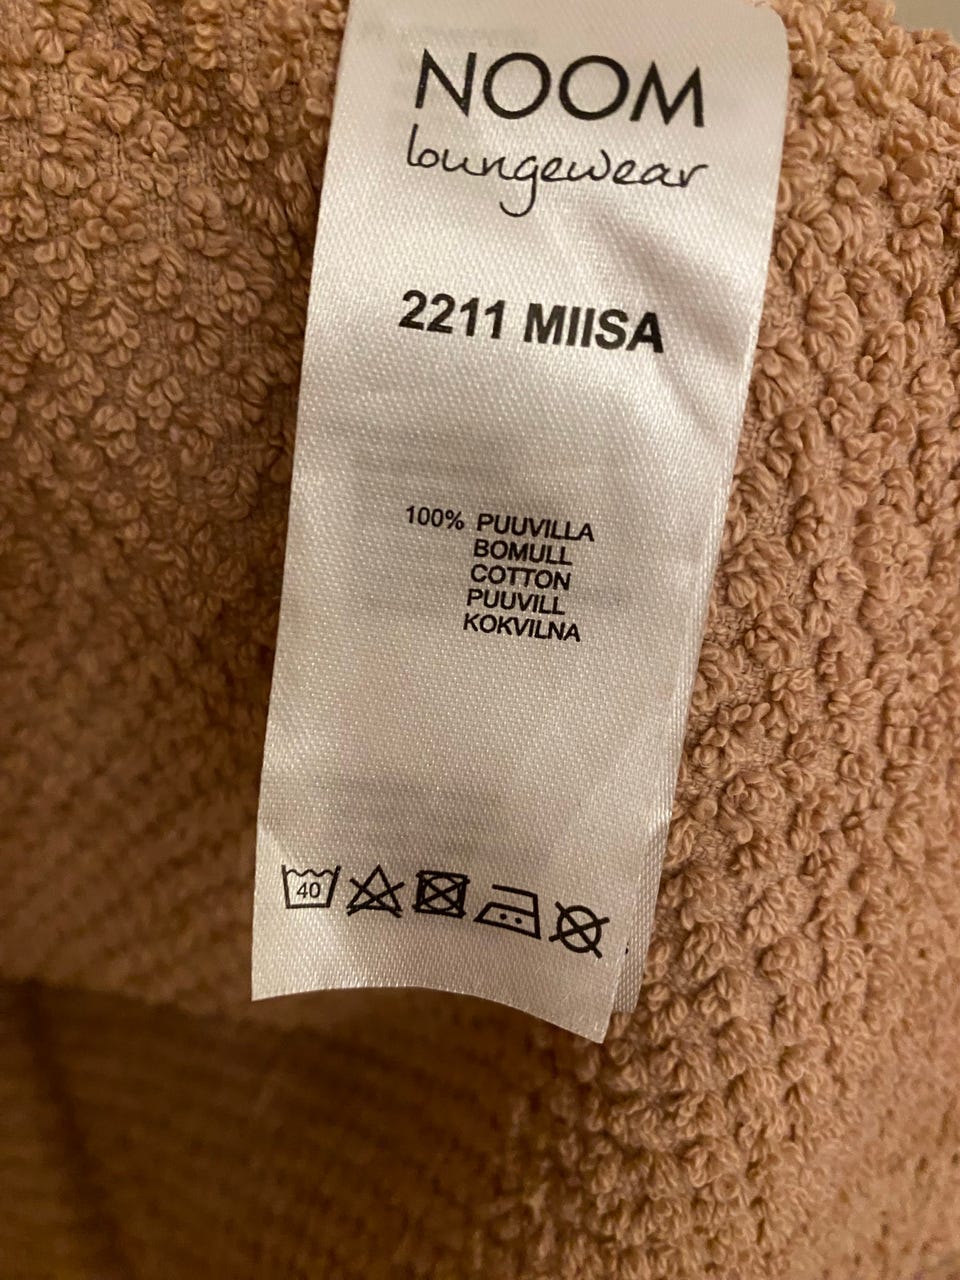 NOOM
loungewear
2211 MIISA
100% PUUVILLA
BOMULL
COTTON
PUUVILL
KOKVILNA
40